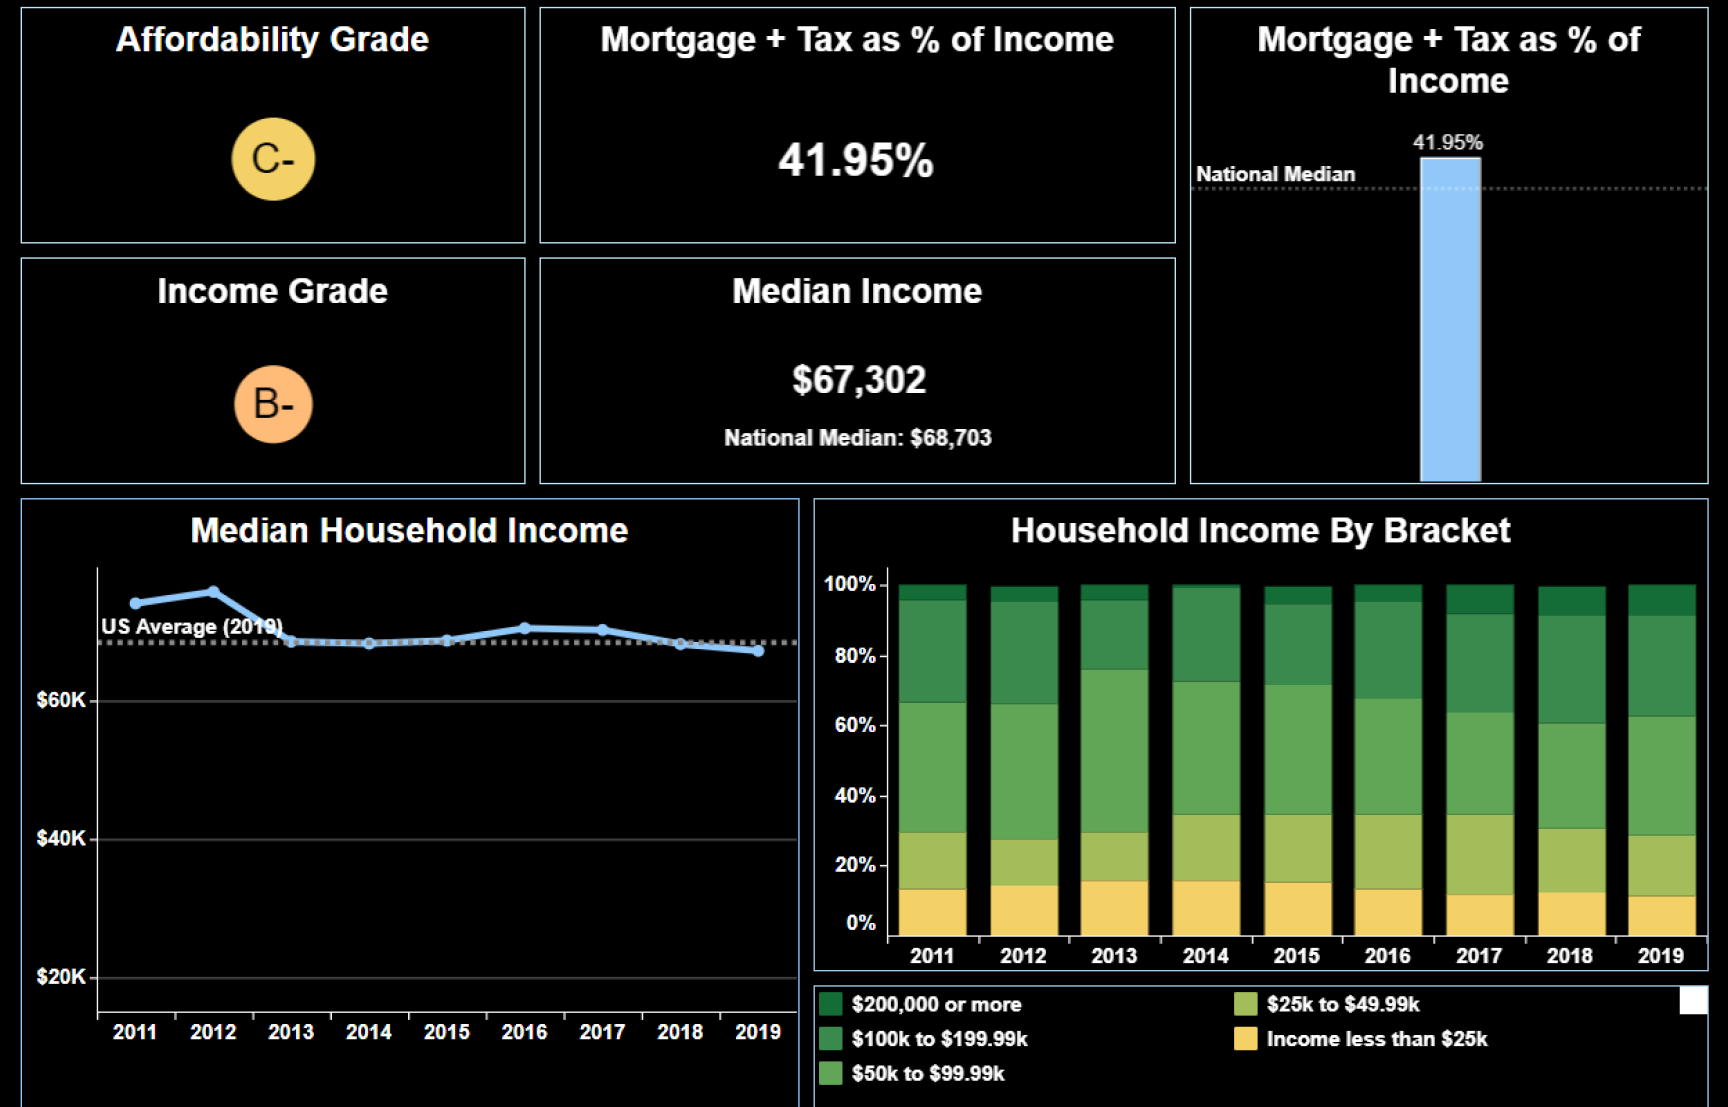 Affordability Grade
C-
Mortgage + Tax as % of Income
41.95%
Mortgage + Tax as % of
Income
41.95%
National Median
Income Grade
B-
Median Income
$67,302
National Median: $68,703
Median Household Income
US Average (2019)
$60K
$40K
$20K
2011 2012 2013 2014 2015 2016 2017 2018 2019
Household Income By Bracket
100%
80%
60%
40%
20%
0%
2011 2012 2013 2014 2015 2016 2017 2018 2019
$200,000 or more
$100k to $199.99k
$50k to $99.99k
$25k to $49.99k
Income less than $25k